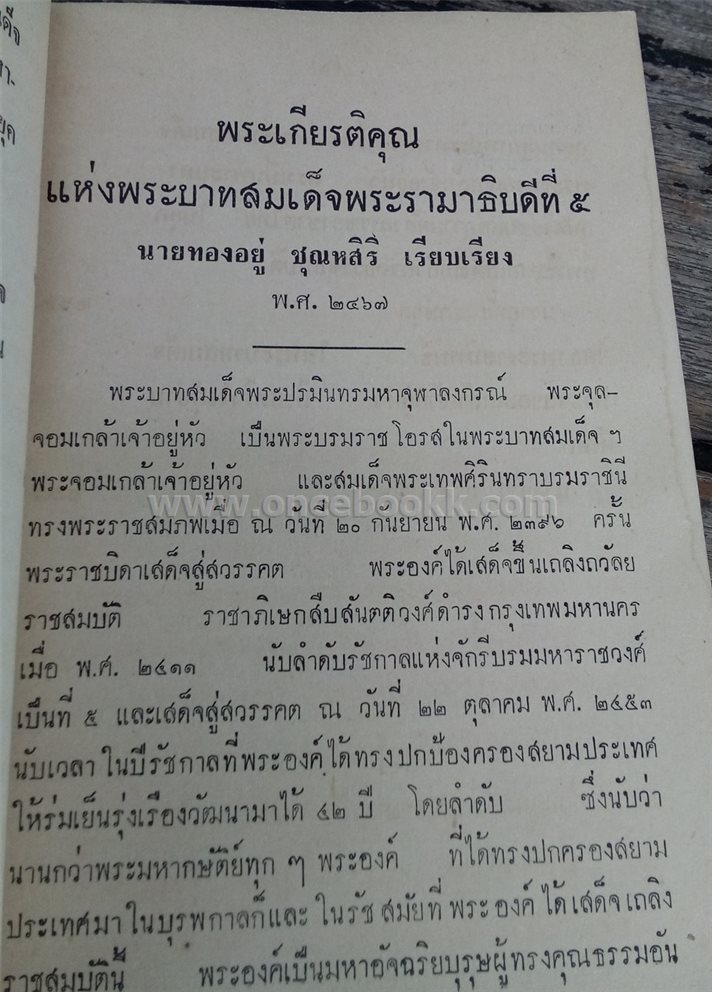 พระเกียรติคุณ
แห่งพระบาทสมเด็จพระรามาธิบดีที่ ๕
นายทองอยู่ ชุณหสิริ เรียบเรียง
พ.ศ. ๒๔๖๗
พระบาทสมเด็จพระปรมินทรมหาจุฬาลงกรณ์ พระจุล-
จอมเกล้าเจ้าอยู่หัว เป็นพระบรมราชโอรสในพระบาทสมเด็จ ฯ
พระจอมเกล้าเจ้าอยู่หัว และสมเด็จพระเทพศิรินทราบรมราชินี
www.oncebookk.com
ทรงพระราชสมภพเมื่อ ณ วันที่ ๒๐ กันยายน พ.ศ. ๒๓๙๖ ครั้น
พระราชบิดาเสด็จสู่สวรรคต พระองค์ได้เสด็จขึ้นเถลิงถวัลย
ราชสมบัติ ราชาภิเษกสืบสันตติวงศ์ดำรงกรุงเทพมหานคร
เมื่อ พ.ศ. ๒๔๑๑ นับลำดับรัชกาลแห่งจักรีบรมมหาราชวงศ์
เป็นที่ ๕ และเสด็จสู่สวรรคต ณ วันที่ ๒๒ ตุลาคม พ.ศ. ๒๔๕๓
นับเวลาในปีรัชกาลที่พระองค์ได้ทรงปกป้องครองสยามประเทศ
ให้ร่มเย็นรุ่งเรืองวัฒนามาได้ ๔๒ ปี โดยลำดับ ซึ่งนับว่า
นานกว่าพระมหากษัตย์ทุก ๆ พระองค์ ที่ได้ทรงปกครองสยาม
ประเทศมาในบุรพกาลก็และ ในรัชสมัยที่พระองค์ได้เสด็จเถลิง
ราชสมบัตินี้ พระองค์เป็นมหาอัจฉริยบุรุษผู้ทรงคุณธรรมอัน